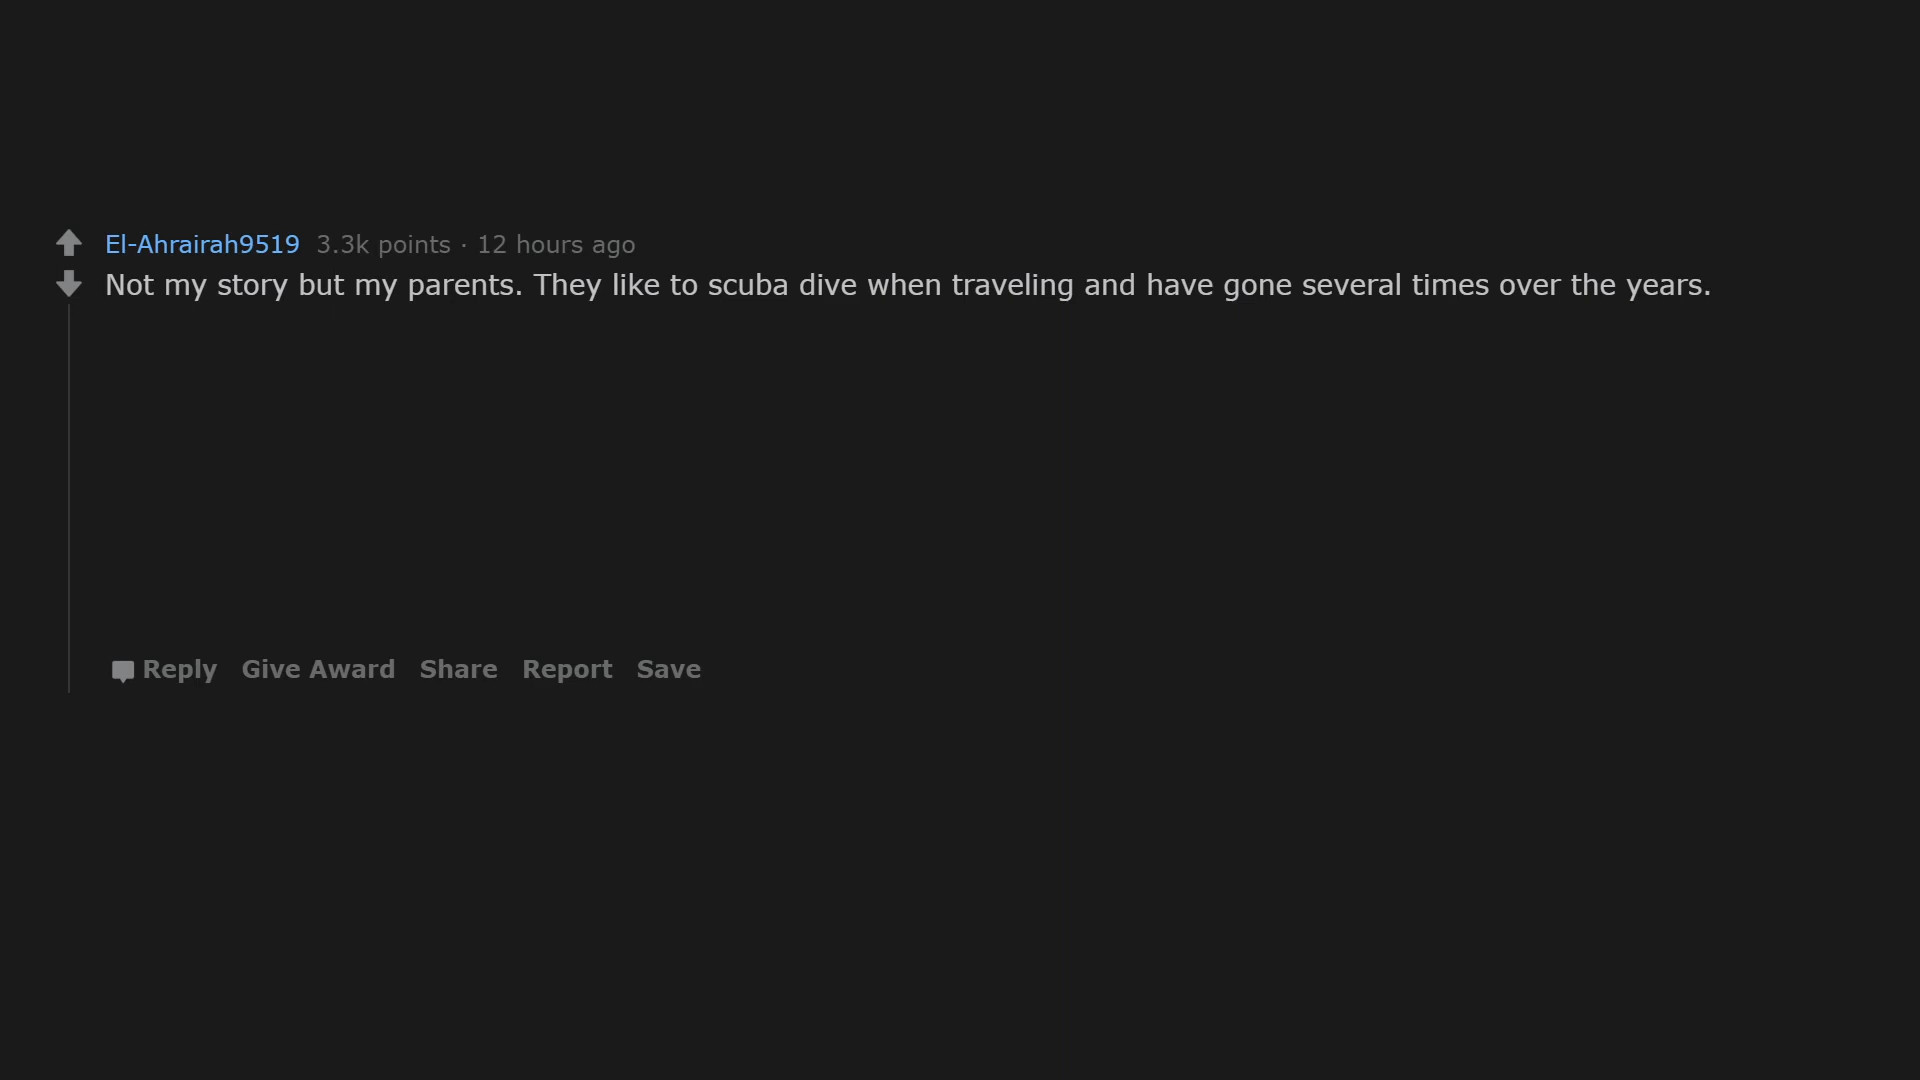 El-Ahrairah9519 3.3k points · 12 hours ago
Not my story but my parents. They like to scuba dive when traveling and have gone several times over the years.
Reply Give Award Share Report Save